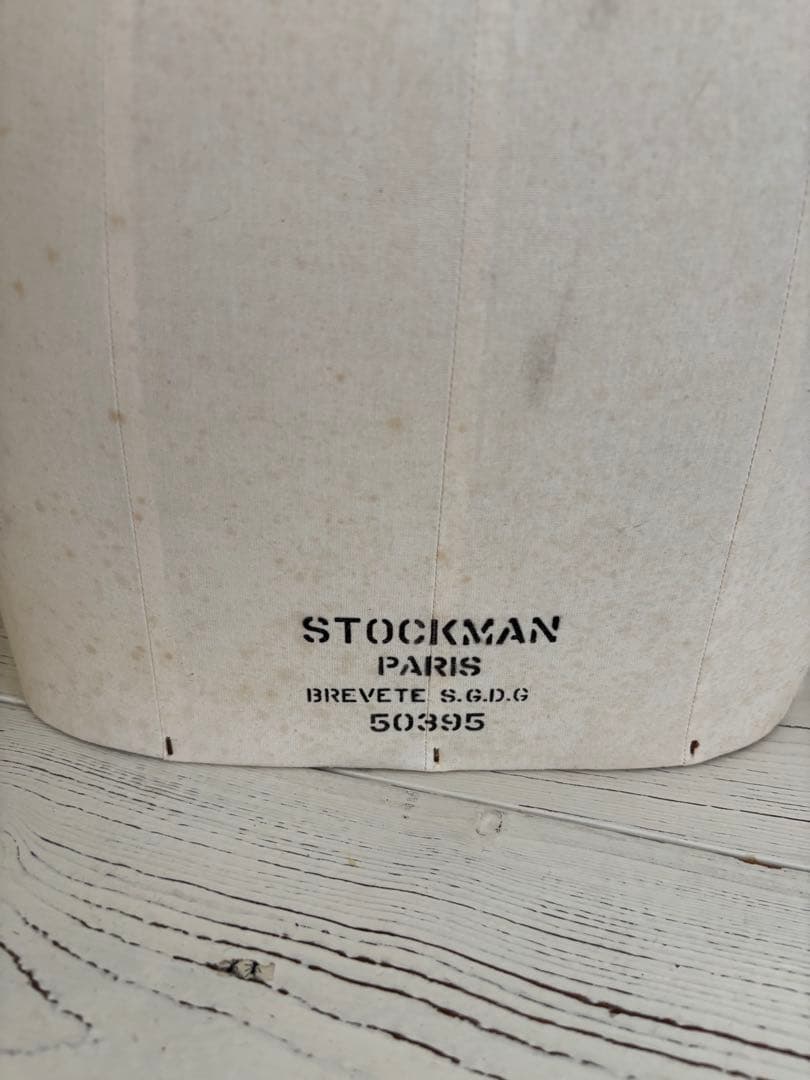 STOCKMAN
PARIS
BREVETE S.G.D.G
50395